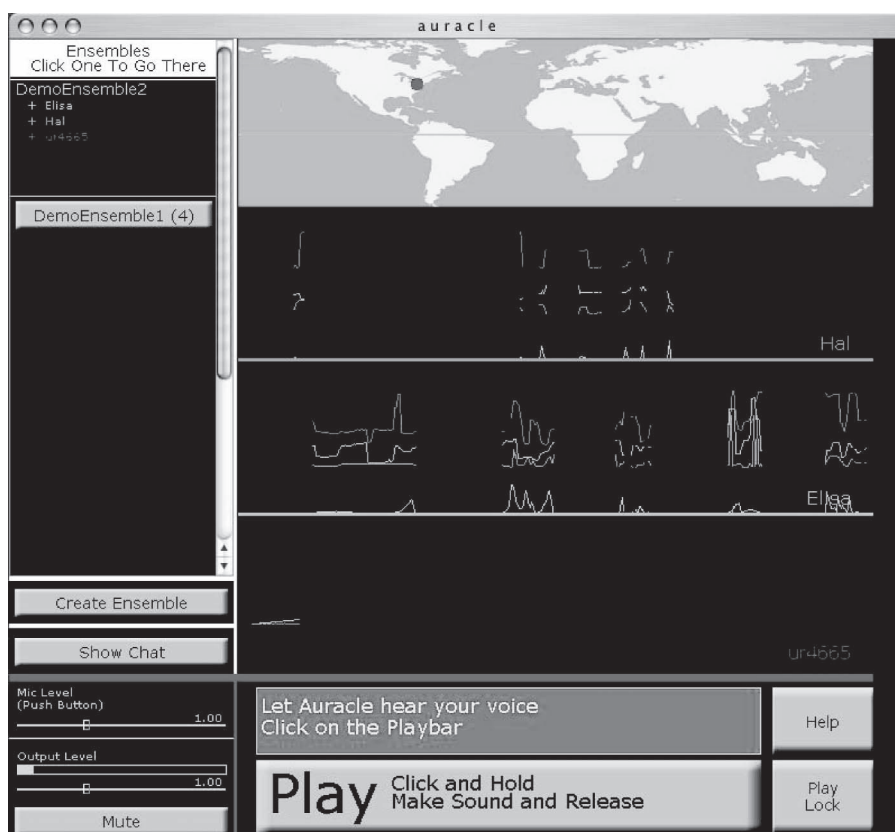 auracle
Ensembles
Click One To Go There
DemoEnsemble2
+ Elisa
+ Hal
+ ur4665
DemoEnsemble1 (4)
Hal
Elisa
ur4665
Create Ensemble
Show Chat
Mic Level
(Push Button)
1.00
Output Level
1.00
Mute
Let Auracle hear your voice
Click on the Playbar
Help
Play
Click and Hold
Make Sound and Release
Play
Lock